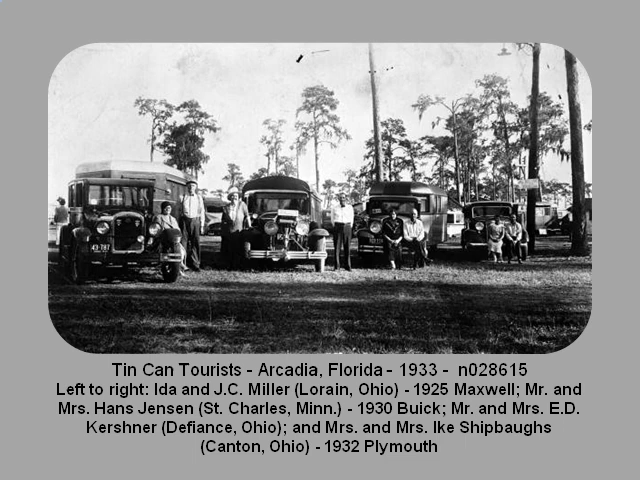 43-787
Tin Can Tourists - Arcadia, Florida - 1933 - n028615
Left to right: Ida and J.C. Miller (Lorain, Ohio) - 1925 Maxwell; Mr. and
Mrs. Hans Jensen (St. Charles, Minn.) - 1930 Buick; Mr. and Mrs. E.D.
Kershner (Defiance, Ohio); and Mrs. and Mrs. Ike Shipbaughs
(Canton, Ohio) - 1932 Plymouth